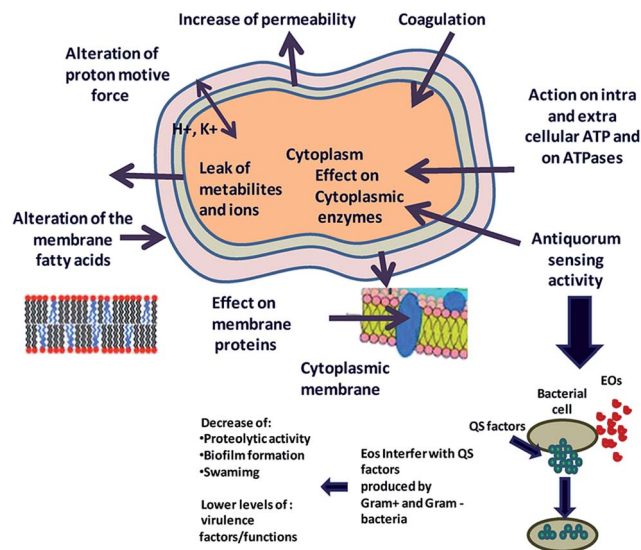 Increase of permeability
Coagulation
Alteration of
proton motive
force
H+, K+
Action on intra
and extra
cellular ATP and
on ATPases
Leak of
metabilites
and ions
Cytoplasm
Effect on
Cytoplasmic
enzymes
Alteration of the
membrane
fatty acids
Antiquorum
sensing
activity
Effect on
membrane
proteins
Cytoplasmic
membrane
Bacterial
cell
EOs
QS factors
Decrease of:
•Proteolytic activity
•Biofilm formation
•Swamimg
Lower levels of :
virulence
factors/functions
Eos Interfer with QS
factors
produced by
Gram+ and Gram -
bacteria